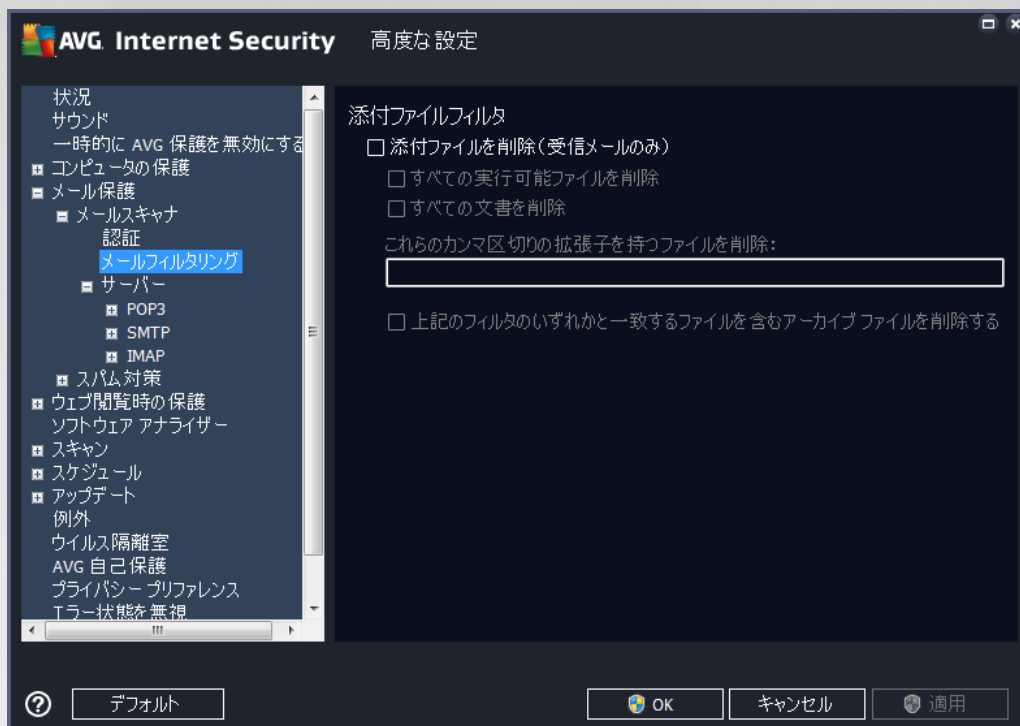 AVG Internet Security 高度な設定
状況
サウンド
一時的に AVG 保護を無効にする
コンピュータの保護
メール保護
メールスキャナ
認証
メールフィルタリング
サーバー
POP3
SMTP
IMAP
スパム対策
ウェブ閲覧時の保護
ソフトウェア アナライザー
スキャン
スケジュール
アップデート
例外
ウイルス隔離室
AVG 自己保護
プライバシー プリファレンス
エラー状態を無視
添付ファイルフィルタ
添付ファイルを削除(受信メールのみ)
すべての実行可能ファイルを削除
すべての文書を削除
これらのカンマ区切りの拡張子を持つファイルを削除:
上記のフィルタのいずれかと一致するファイルを含むアーカイブ ファイルを削除する
? デフォルト OK キャンセル 適用